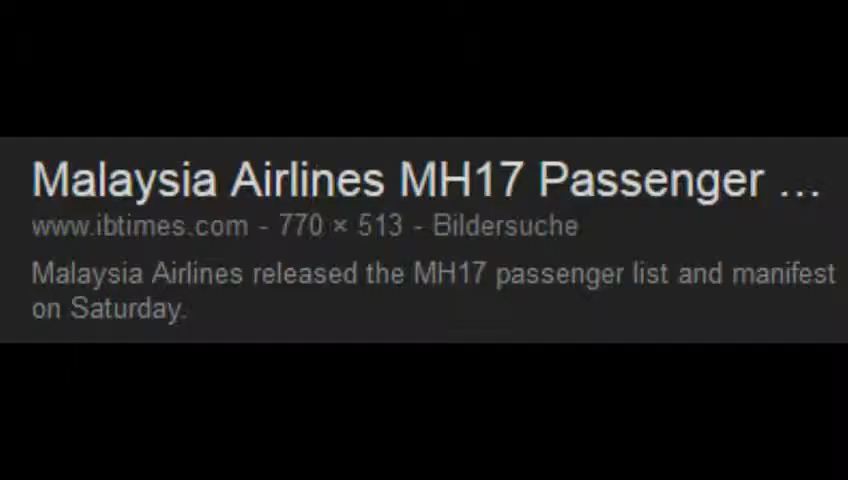 Malaysia Airlines MH17 Passenger ...
www.ibtimes.com - 770 × 513 - Bildersuche
Malaysia Airlines released the MH17 passenger list and manifest
on Saturday.